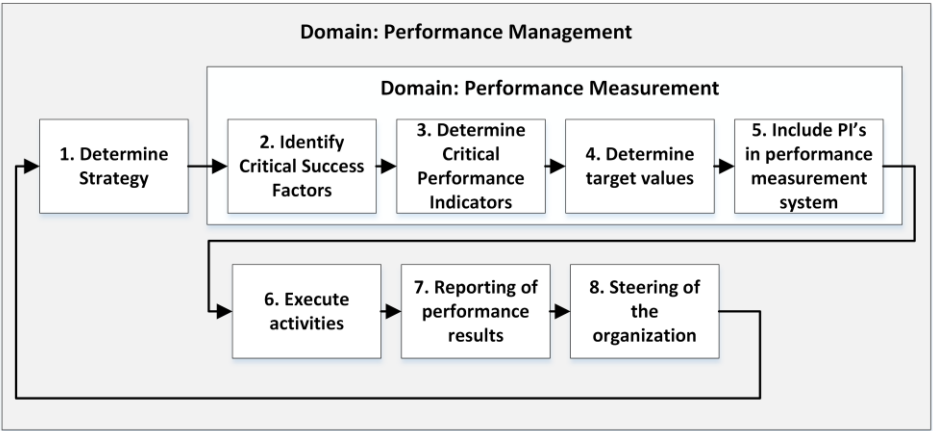 Domain: Performance Management
Domain: Performance Measurement
1. Determine
Strategy
2. Identify
Critical Success
Factors
3. Determine
Critical
Performance
Indicators
4. Determine
target values
5. Include PI's
in performance
measurement
system
6. Execute
activities
7. Reporting of
performance
results
8. Steering of
the
organization